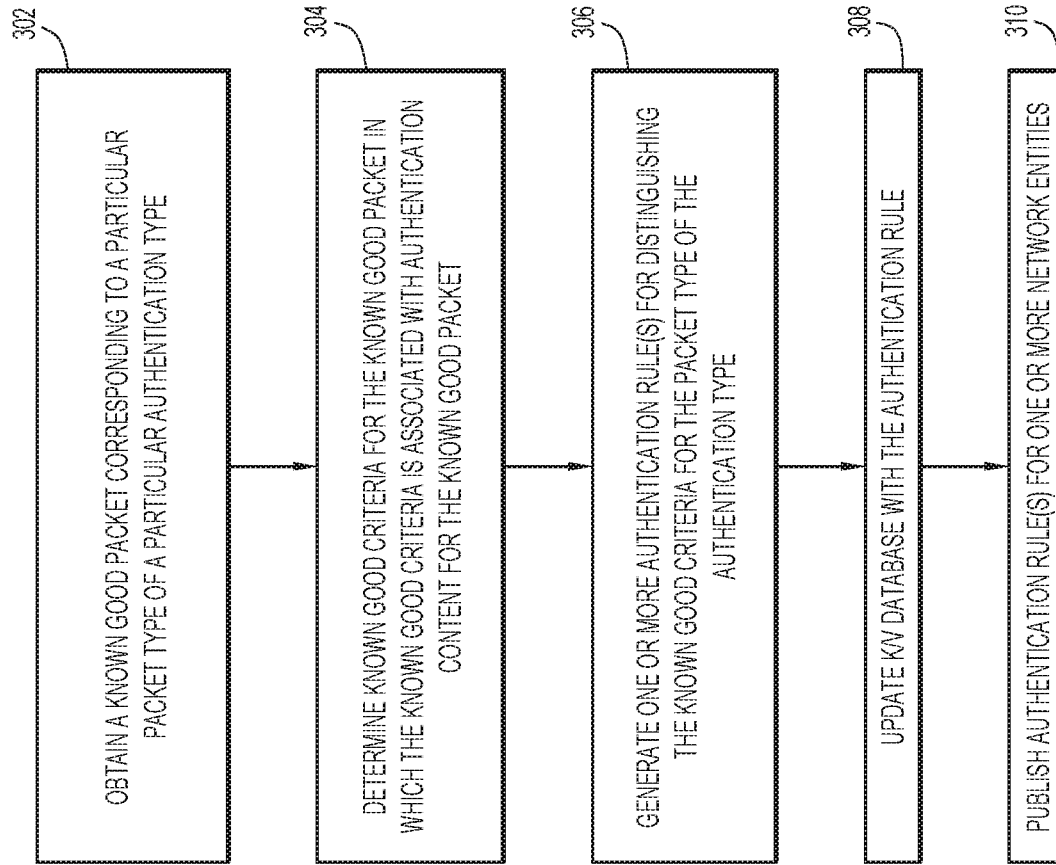 302
OBTAIN A KNOWN GOOD PACKET CORRESPONDING TO A PARTICULAR
PACKET TYPE OF A PARTICULAR AUTHENTICATION TYPE
304
DETERMINE KNOWN GOOD CRITERIA FOR THE KNOWN GOOD PACKET IN
WHICH THE KNOWN GOOD CRITERIA IS ASSOCIATED WITH AUTHENTICATION
CONTENT FOR THE KNOWN GOOD PACKET
306
GENERATE ONE OR MORE AUTHENTICATION RULE(S) FOR DISTINGUISHING
THE KNOWN GOOD CRITERIA FOR THE PACKET TYPE OF THE
AUTHENTICATION TYPE
308
UPDATE K/V DATABASE WITH THE AUTHENTICATION RULE
310
PUBLISH AUTHENTICATION RULE(S) FOR ONE OR MORE NETWORK ENTITIES